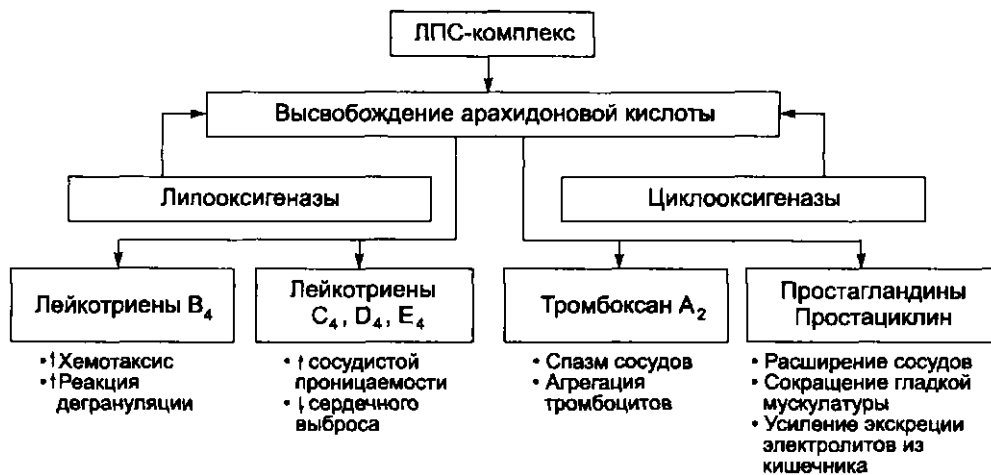 ЛПС-комплекс
Высвобождение арахидоновой кислоты
Лилооксигеназы
Циклооксигеназы
Лейкотриены B₄
• ↑Хемотаксис
• ↑Реакция
дегрануляции
Лейкотриены
C₄, D₄, E₄
• ↑ сосудистой
проницаемости
• ↓ сердечного
выброса
Тромбоксан A₂
• Спазм сосудов
• Агрегация
тромбоцитов
Простагландины
Простациклин
• Расширение сосудов
• Сокращение гладкой
мускулатуры
• Усиление экскреции
электролитов из
кишечника